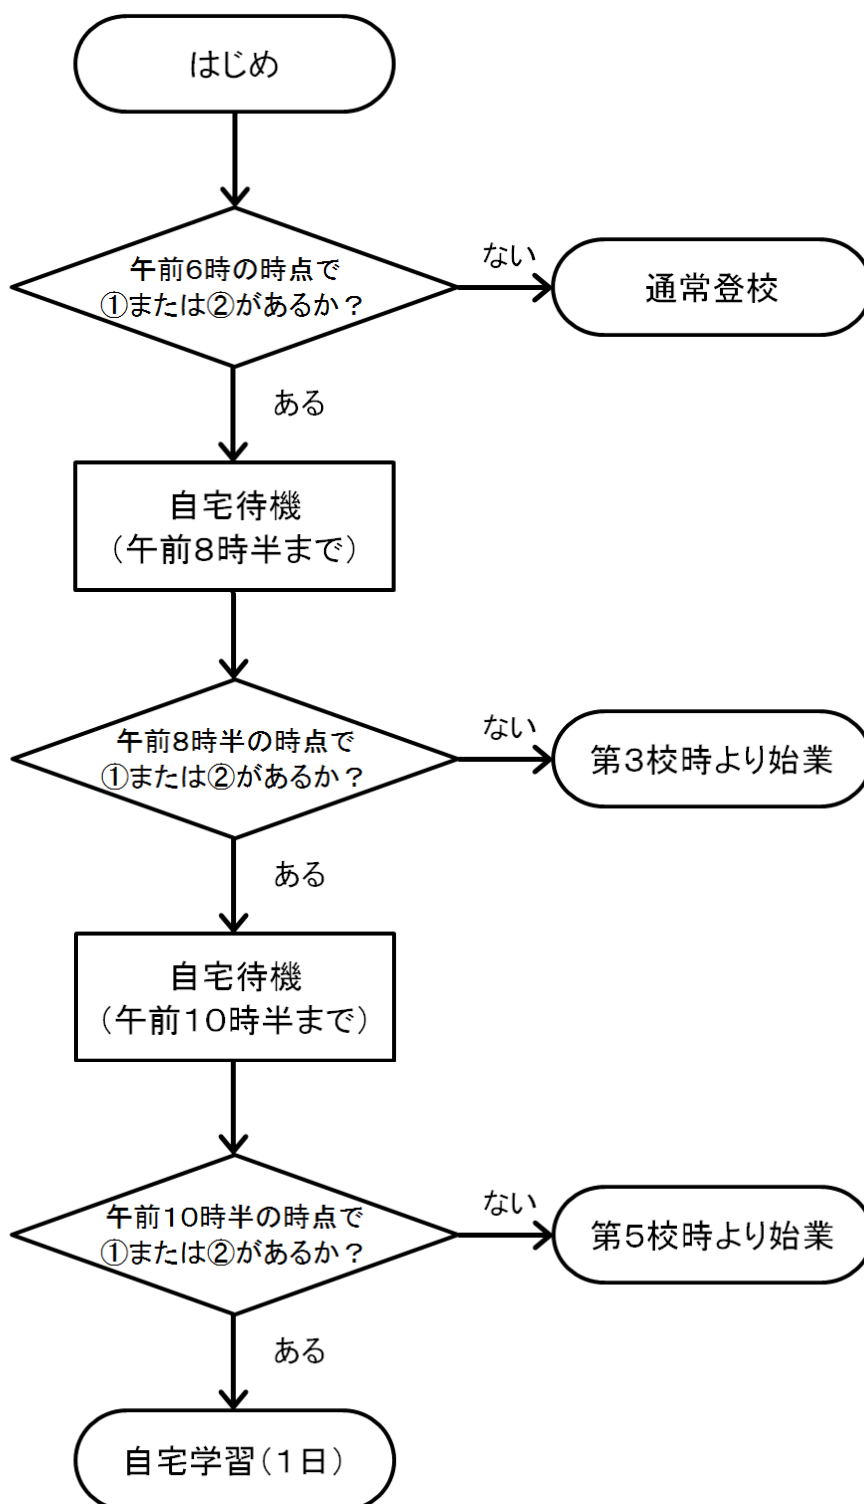 はじめ
午前6時の時点で
①または②があるか？
ない
通常登校
ある
自宅待機
（午前8時半まで）
午前8時半の時点で
①または②があるか？
ない
第3校時より始業
ある
自宅待機
（午前10時半まで）
午前10時半の時点で
①または②があるか？
ない
第5校時より始業
ある
自宅学習（1日）